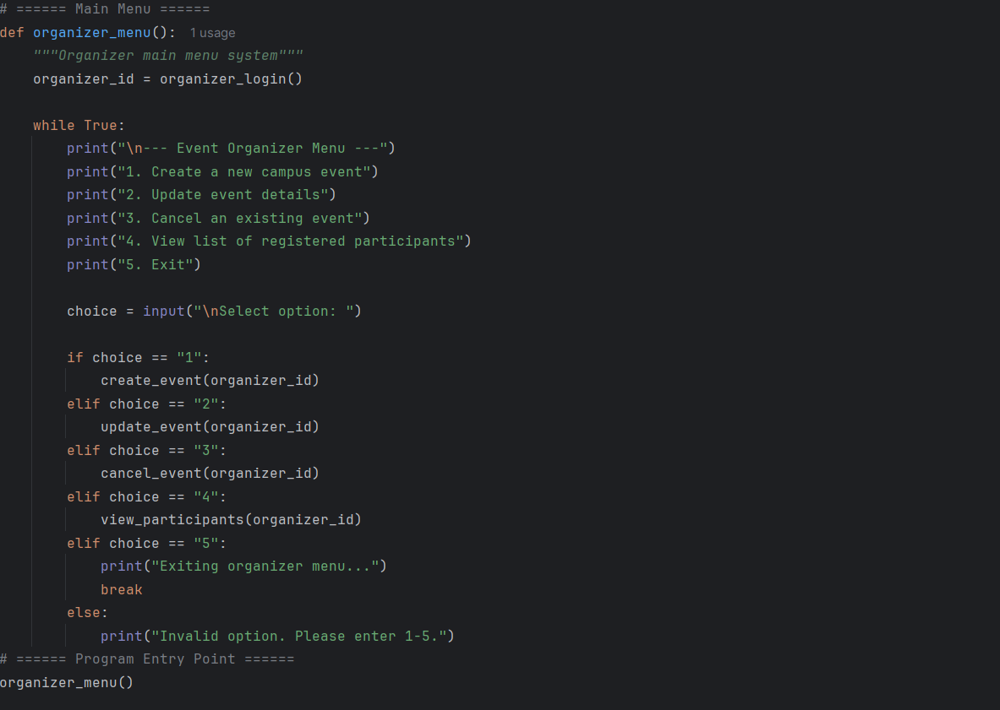 # ====== Main Menu ======
def organizer_menu():  1 usage
    """Organizer main menu system"""
    organizer_id = organizer_login()

    while True:
        print("\n--- Event Organizer Menu ---")
        print("1. Create a new campus event")
        print("2. Update event details")
        print("3. Cancel an existing event")
        print("4. View list of registered participants")
        print("5. Exit")

        choice = input("\nSelect option: ")

        if choice == "1":
            create_event(organizer_id)
        elif choice == "2":
            update_event(organizer_id)
        elif choice == "3":
            cancel_event(organizer_id)
        elif choice == "4":
            view_participants(organizer_id)
        elif choice == "5":
            print("Exiting organizer menu...")
            break
        else:
            print("Invalid option. Please enter 1-5.")
# ====== Program Entry Point ======
organizer_menu()